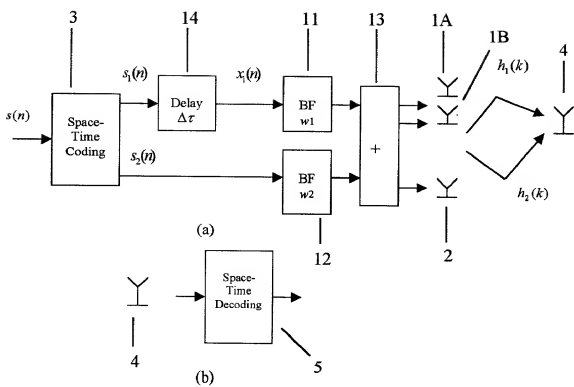 3 14 11 13 1A 1B 4
s(n) Space-Time Coding s₁(n) Delay Δτ x₁(n) BF w1 + h₁(k)
s₂(n) BF w2 h₂(k)
(a) 12 2
Space-Time Decoding
4 5
(b)